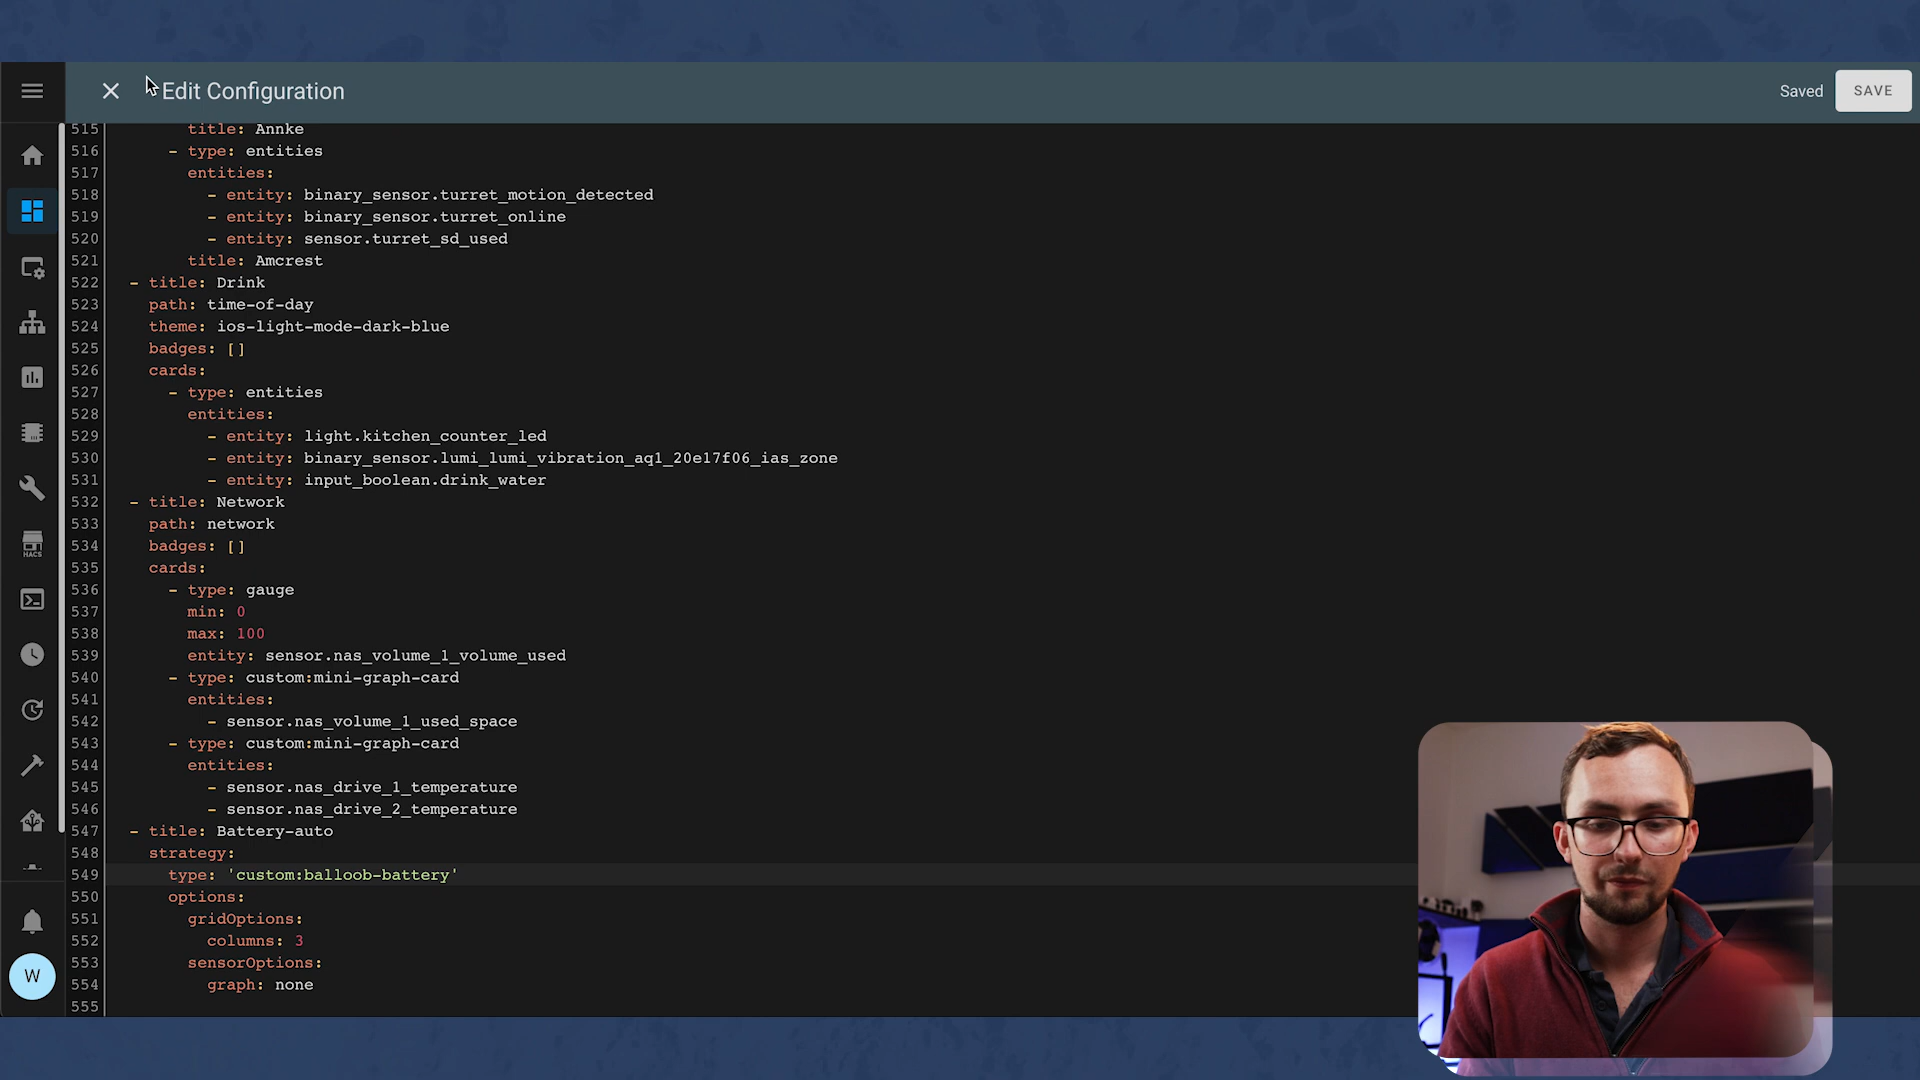 Edit Configuration
Saved
SAVE
515 title: Annke
516 - type: entities
517 entities:
518 - entity: binary_sensor.turret_motion_detected
519 - entity: binary_sensor.turret_online
520 - entity: sensor.turret_sd_used
521 title: Amcrest
522 - title: Drink
523 path: time-of-day
524 theme: ios-light-mode-dark-blue
525 badges: []
526 cards:
527 - type: entities
528 entities:
529 - entity: light.kitchen_counter_led
530 - entity: binary_sensor.lumi_lumi_vibration_aq1_20e17f06_ias_zone
531 - entity: input_boolean.drink_water
532 - title: Network
533 path: network
534 badges: []
535 cards:
536 - type: gauge
537 min: 0
538 max: 100
539 entity: sensor.nas_volume_1_volume_used
540 - type: custom:mini-graph-card
541 entities:
542 - sensor.nas_volume_1_used_space
543 - type: custom:mini-graph-card
544 entities:
545 - sensor.nas_drive_1_temperature
546 - sensor.nas_drive_2_temperature
547 - title: Battery-auto
548 strategy:
549 type: 'custom:balloob-battery'
550 options:
551 gridOptions:
552 columns: 3
553 sensorOptions:
554 graph: none
555
HACS
W